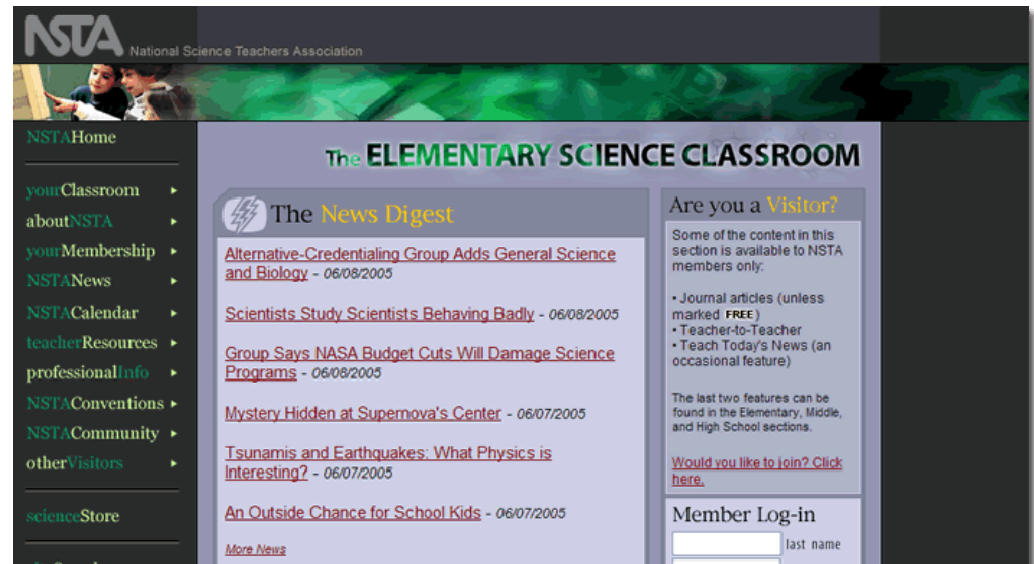 NSTA
National Science Teachers Association
NSTAHome
yourClassroom
aboutNSTA
yourMembership
NSTANews
NSTACalendar
teacherResources
professionalInfo
NSTAConventions
NSTACommunity
otherVisitors
scienceStore
The ELEMENTARY SCIENCE CLASSROOM
The News Digest
Alternative-Credentialing Group Adds General Science
and Biology - 06/08/2005
Scientists Study Scientists Behaving Badly - 06/08/2005
Group Says NASA Budget Cuts Will Damage Science
Programs - 06/08/2005
Mystery Hidden at Supernova's Center - 06/07/2005
Tsunamis and Earthquakes: What Physics is
Interesting? - 06/07/2005
An Outside Chance for School Kids - 06/07/2005
More News
Are you a Visitor?
Some of the content in this
section is available to NSTA
members only:
• Journal articles (unless
marked FREE)
• Teacher-to-Teacher
• Teach Today's News (an
occasional feature)
The last two features can be
found in the Elementary, Middle,
and High School sections.
Would you like to join? Click
here.
Member Log-in
last name